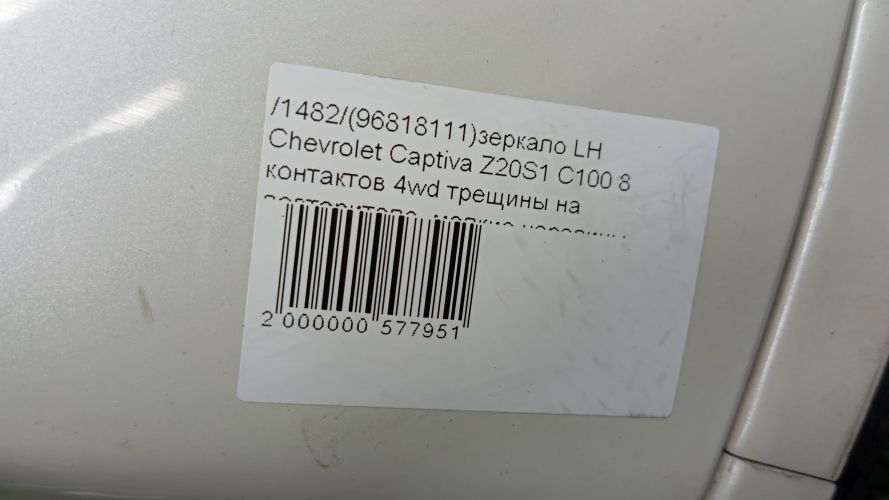 /1482/(96818111)зеркало LH
Chevrolet Captiva Z20S1 C100 8
контактов 4wd трещины на
2 000000 577951